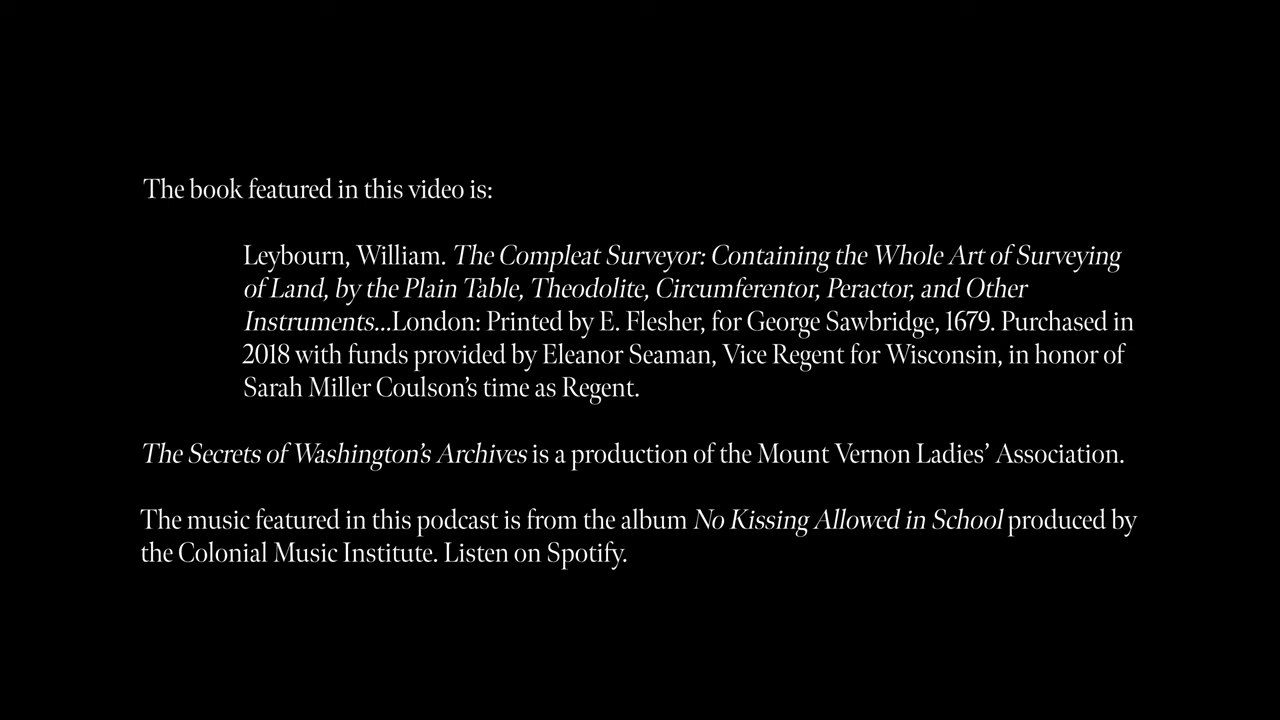 The book featured in this video is:
Leybourn, William. The Compleat Surveyor: Containing the Whole Art of Surveying
of Land, by the Plain Table, Theodolite, Circumferentor, Peractor, and Other
Instruments...London: Printed by E. Flesher, for George Sawbridge, 1679. Purchased in
2018 with funds provided by Eleanor Seaman, Vice Regent for Wisconsin, in honor of
Sarah Miller Coulson’s time as Regent.
The Secrets of Washington’s Archives is a production of the Mount Vernon Ladies’ Association.
The music featured in this podcast is from the album No Kissing Allowed in School produced by
the Colonial Music Institute. Listen on Spotify.